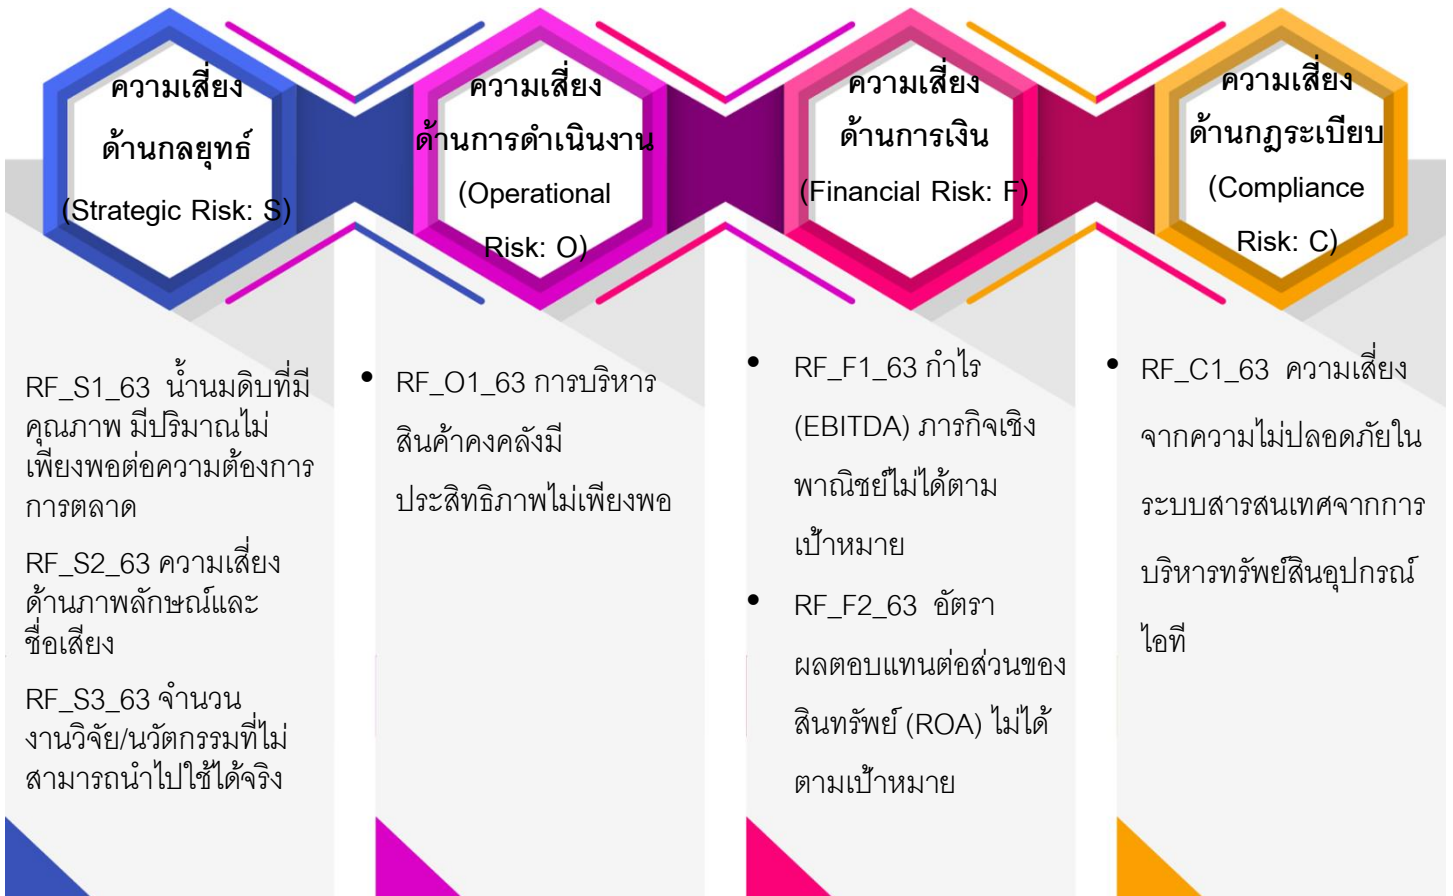 ความเสี่ยง
ด้านกลยุทธ์
(Strategic Risk: S)
ความเสี่ยง
ด้านการดำเนินงาน
(Operational
Risk: O)
ความเสี่ยง
ด้านการเงิน
(Financial Risk: F)
ความเสี่ยง
ด้านกฎระเบียบ
(Compliance
Risk: C)
RF_S1_63 น้ำนมดิบที่มี
คุณภาพ มีปริมาณไม่
เพียงพอต่อความต้องการ
การตลาด
RF_S2_63 ความเสี่ยง
ด้านภาพลักษณ์และ
ชื่อเสียง
RF_S3_63 จำนวน
งานวิจัย/นวัตกรรมที่ไม่
สามารถนำไปใช้ได้จริง
• RF_O1_63 การบริหาร
สินค้าคงคลังมี
ประสิทธิภาพไม่เพียงพอ
• RF_F1_63 กำไร
(EBITDA) ภารกิจเชิง
พาณิชย์ไม่ได้ตาม
เป้าหมาย
• RF_F2_63 อัตรา
ผลตอบแทนต่อส่วนของ
สินทรัพย์ (ROA) ไม่ได้
ตามเป้าหมาย
• RF_C1_63 ความเสี่ยง
จากความไม่ปลอดภัยใน
ระบบสารสนเทศจากการ
บริหารทรัพย์สินอุปกรณ์
ไอที